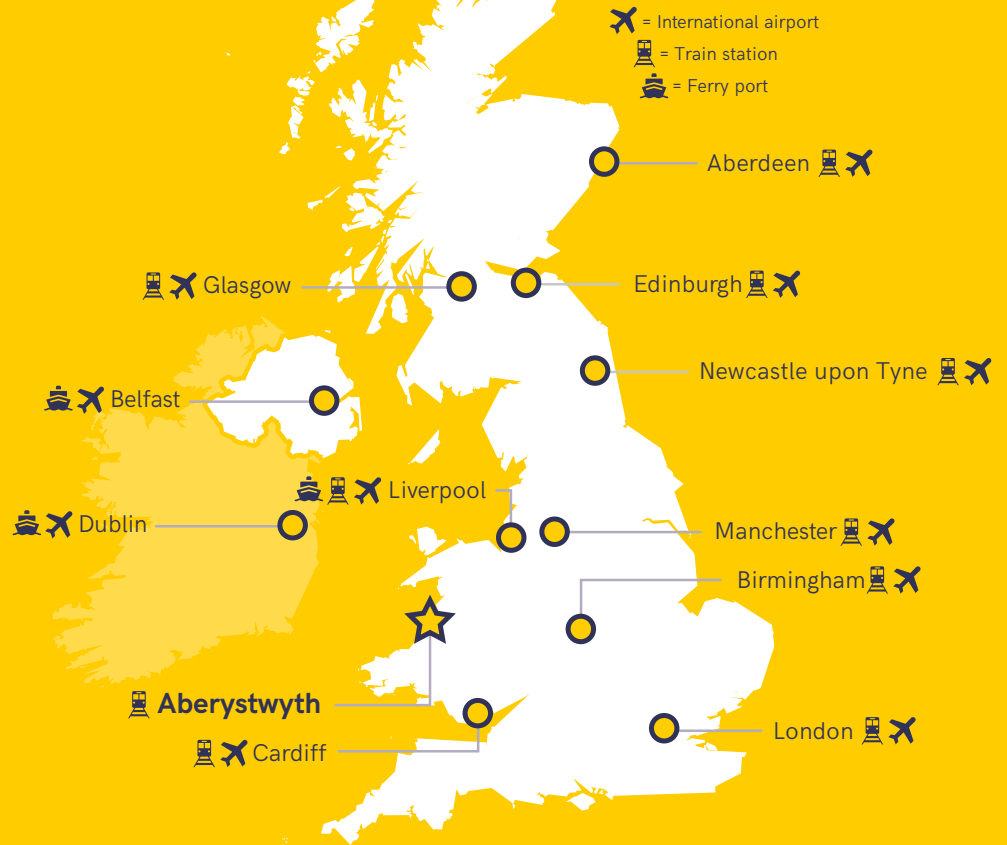 = International airport
= Train station
= Ferry port
Aberdeen
Glasgow
Edinburgh
Newcastle upon Tyne
Belfast
Liverpool
Dublin
Manchester
Birmingham
Aberystwyth
Cardiff
London